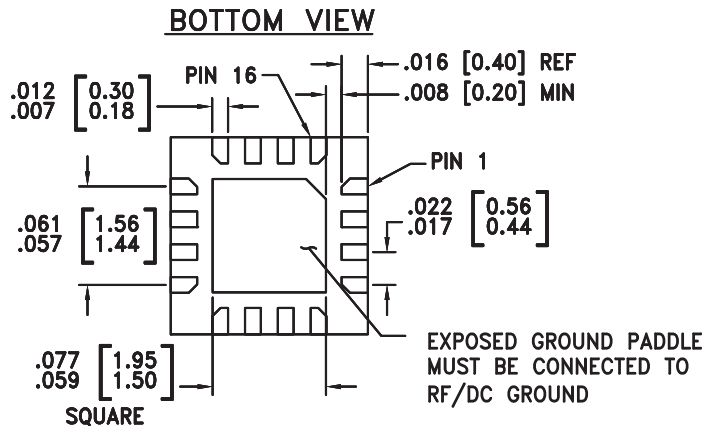 BOTTOM VIEW
.016 [0.40] REF
PIN 16
.012 [0.30]
.007 [0.18]
.008 [0.20] MIN
PIN 1
.022 [0.56]
.017 [0.44]
.061 [1.56]
.057 [1.44]
EXPOSED GROUND PADDLE
MUST BE CONNECTED TO
RF/DC GROUND
.077 [1.95]
.059 [1.50]
SQUARE